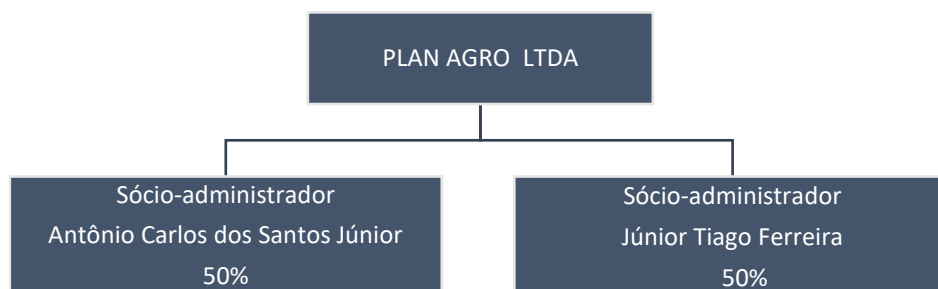 PLAN AGRO LTDA
Sócio-administrador
Antônio Carlos dos Santos Júnior
50%
Sócio-administrador
Júnior Tiago Ferreira
50%